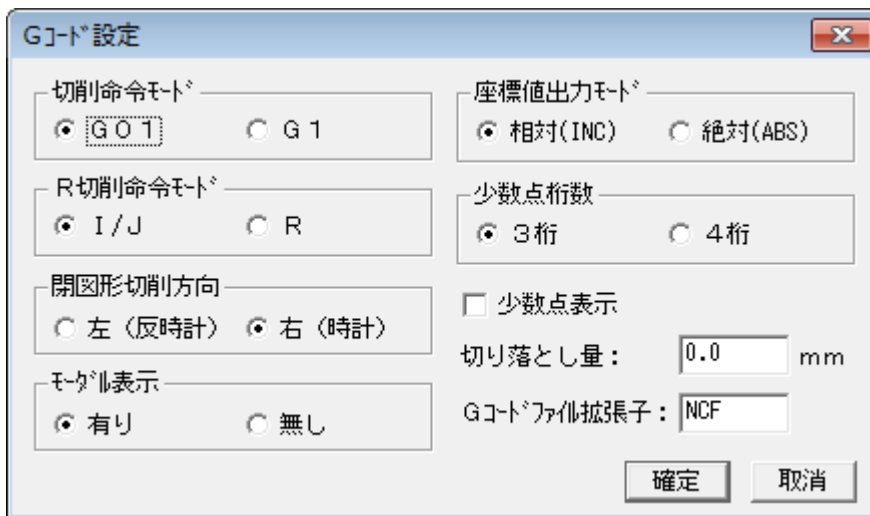 Gｺｰﾄﾞ設定
切削命令ﾓｰﾄﾞ
Ｇ０１
Ｇ１
Ｒ切削命令ﾓｰﾄﾞ
Ｉ/Ｊ
Ｒ
閉図形切削方向
左（反時計）
右（時計）
ﾓｰﾀﾞﾙ表示
有り
無し
座標値出力ﾓｰﾄﾞ
相対(INC)
絶対(ABS)
少数点桁数
３桁
４桁
少数点表示
切り落とし量：
0.0
ｍｍ
Ｇｺｰﾄﾞﾌｧｲﾙ拡張子：
NCF
確定
取消